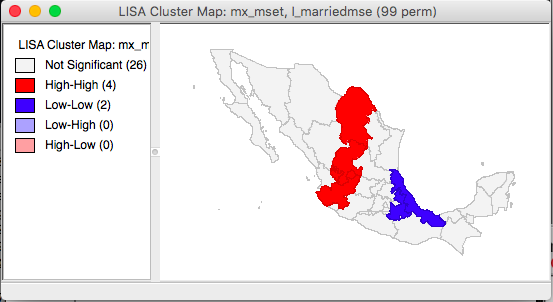 LISA Cluster Map: mx_mset, I_marriedmse (99 perm)
LISA Cluster Map: mx_m
Not Significant (26)
High-High (4)
Low-Low (2)
Low-High (0)
High-Low (0)